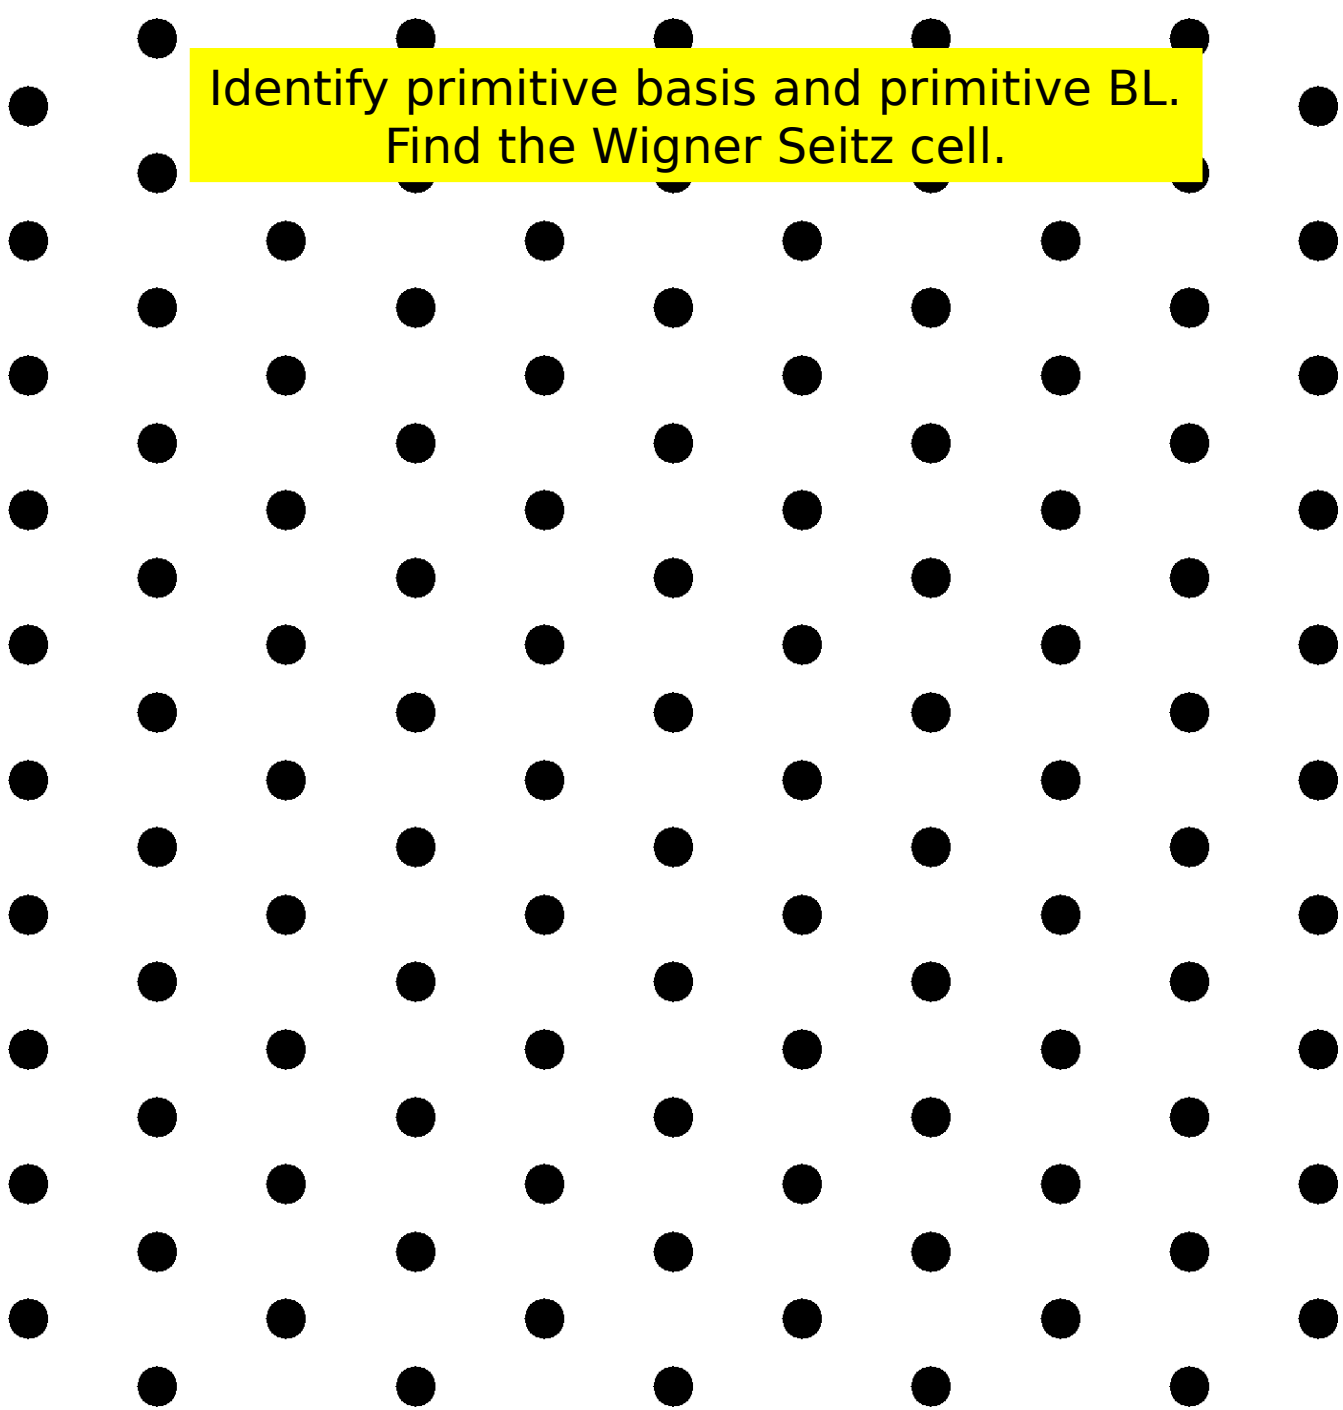 Identify primitive basis and primitive BL.
Find the Wigner Seitz cell.